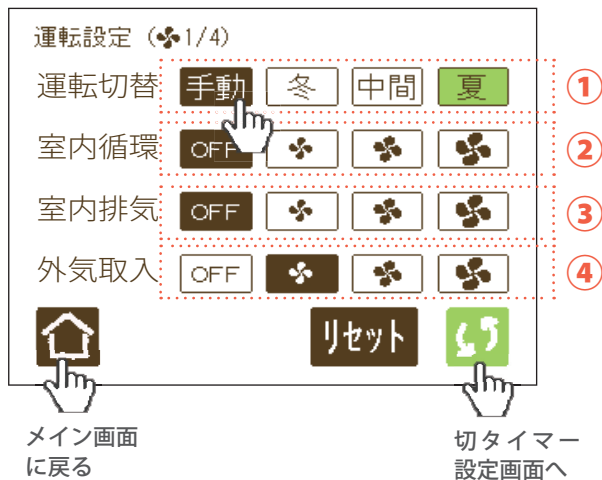 運転設定 (1/4)
運転切替 手動 冬 中間 夏 ①
室内循環 OFF ②
室内排気 OFF ③
外気取入 OFF ④
リセット
メイン画面
に戻る
切タイマー
設定画面へ